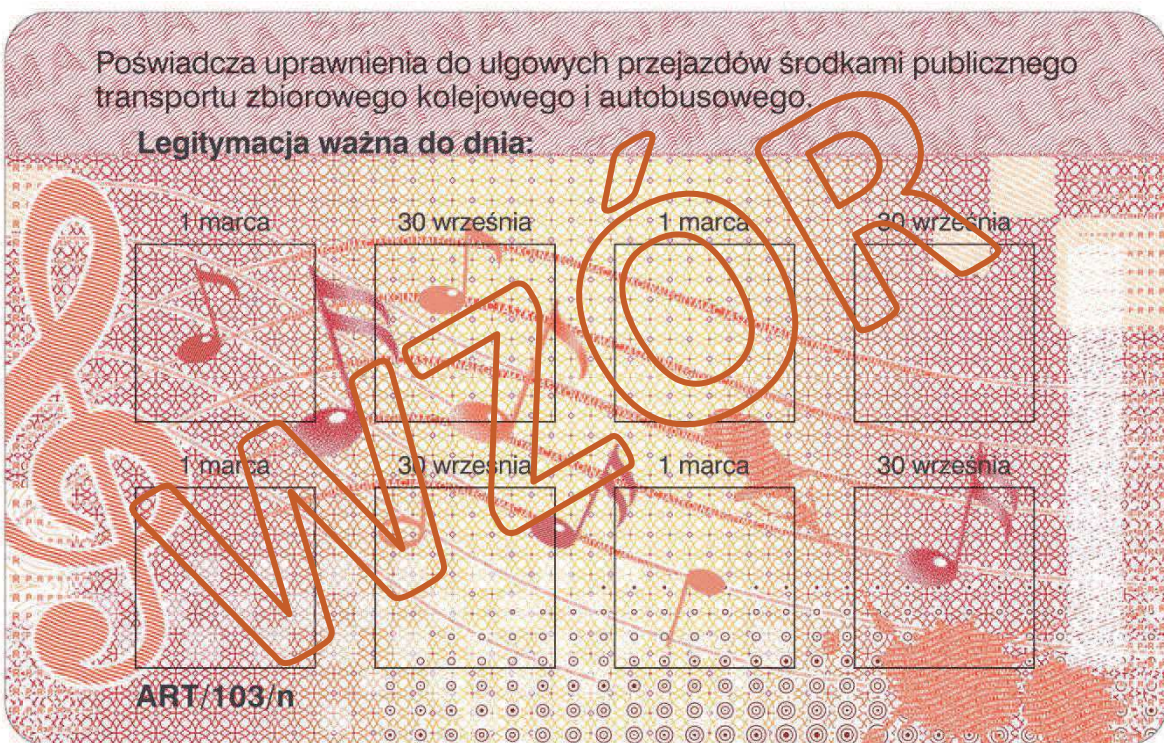 Poświadcza uprawnienia do ulgowych przejazdów środkami publicznego
transportu zbiorowego kolejowego i autobusowego.
Legitymacja ważna do dnia:
1 marca 30 września 1 marca 30 września
1 marca 30 września 1 marca 30 września
WZÓR
ART/103/n